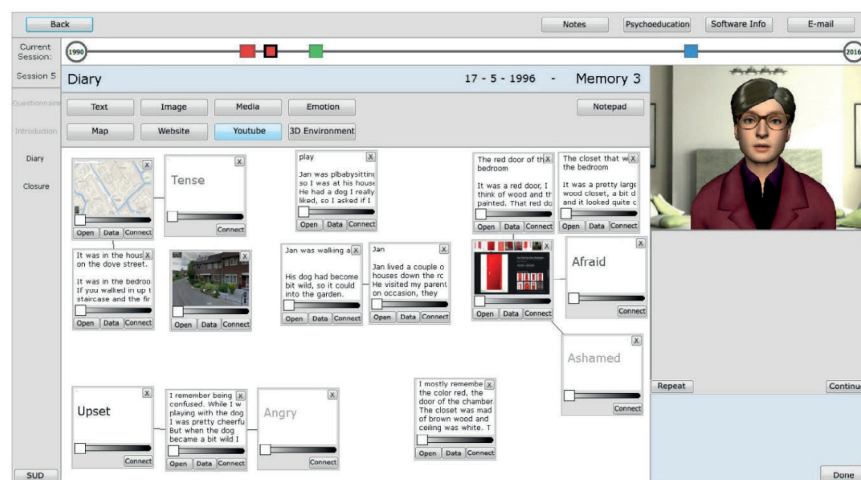 Back
Notes
Psychoeducation
Software Info
E-mail
Current
Session:
1990
2016
Session 5
Diary
17 - 5 - 1996 - Memory 3
Questionnaire
Text
Image
Media
Emotion
Notepad
Introduction
Map
Website
Youtube
3D Environment
Diary
Closure
X
Open
Data
Connect
Tense
X
Connect
play
X
Jan was plbabysitting
so I was at his house
He had a dog I really
liked, so I asked if I
Open
Data
Connect
The red door of th
X
bedroom
It was a red door, I
think of wood and th
painted. That red do
Open
Data
Connect
The closet that w
X
the bedroom
It was a pretty large
wood closet, a bit d
and it looked quite c
Open
Data
Connect
It was in the hous
X
on the dove street.
It was in the bedroo
If you walked in up t
staircase and the fir
Open
Data
Connect
X
Open
Data
Connect
Jan was walking a
X
His dog had become
bit wild, so it could
into the garden.
Open
Data
Connect
Jan
X
Jan lived a couple o
houses down the rc
He visited my parent
on occasion, they
Open
Data
Connect
X
Open
Data
Connect
Afraid
X
Connect
Ashamed
X
Connect
Repeat
Continu
Upset
X
Connect
I remember being
X
confused. While I w
playing with the dog
I was pretty cheerfu
But when the dog
became a bit wild I
Open
Data
Connect
Angry
X
Connect
I mostly remembe
X
the color red, the
door of the chamber.
The closet was mad
of brown wood and
ceiling was white. T
Open
Data
Connect
SUD
Done